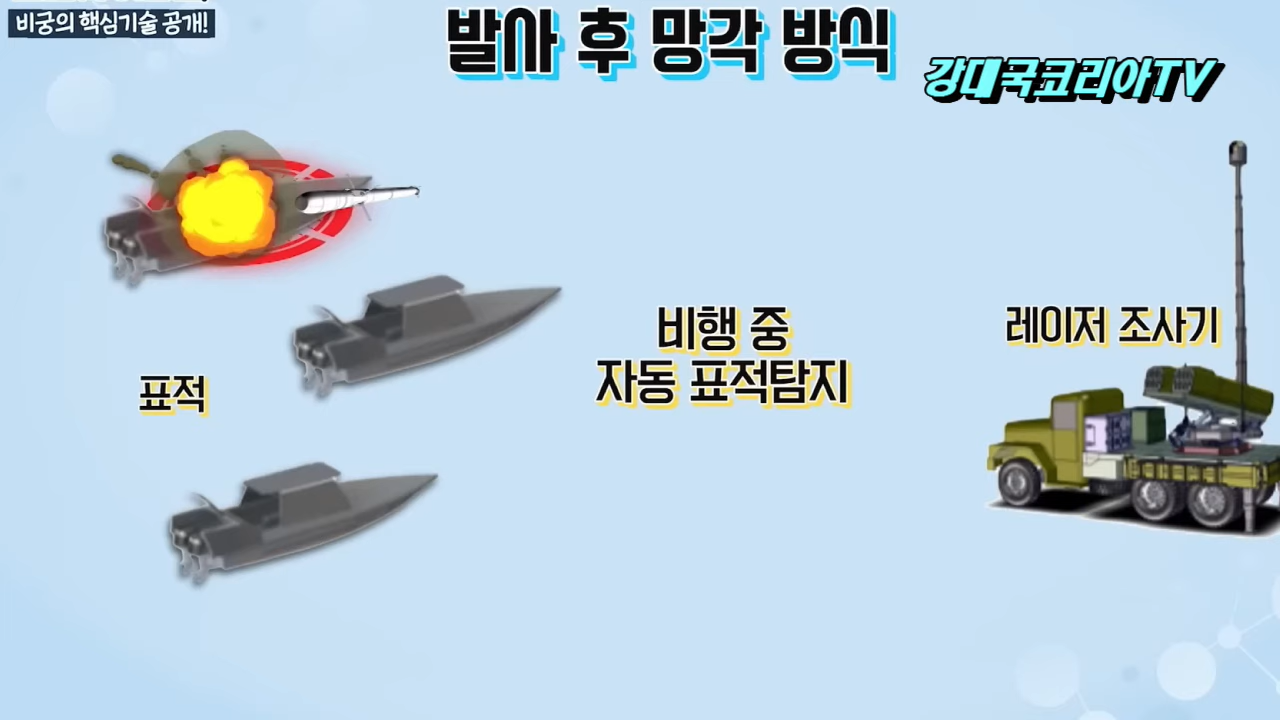 비궁의 핵심기술 공개!
발사 후 망각 방식
강대국코리아TV
비행 중
자동 표적탐지
레이저 조사기
표적